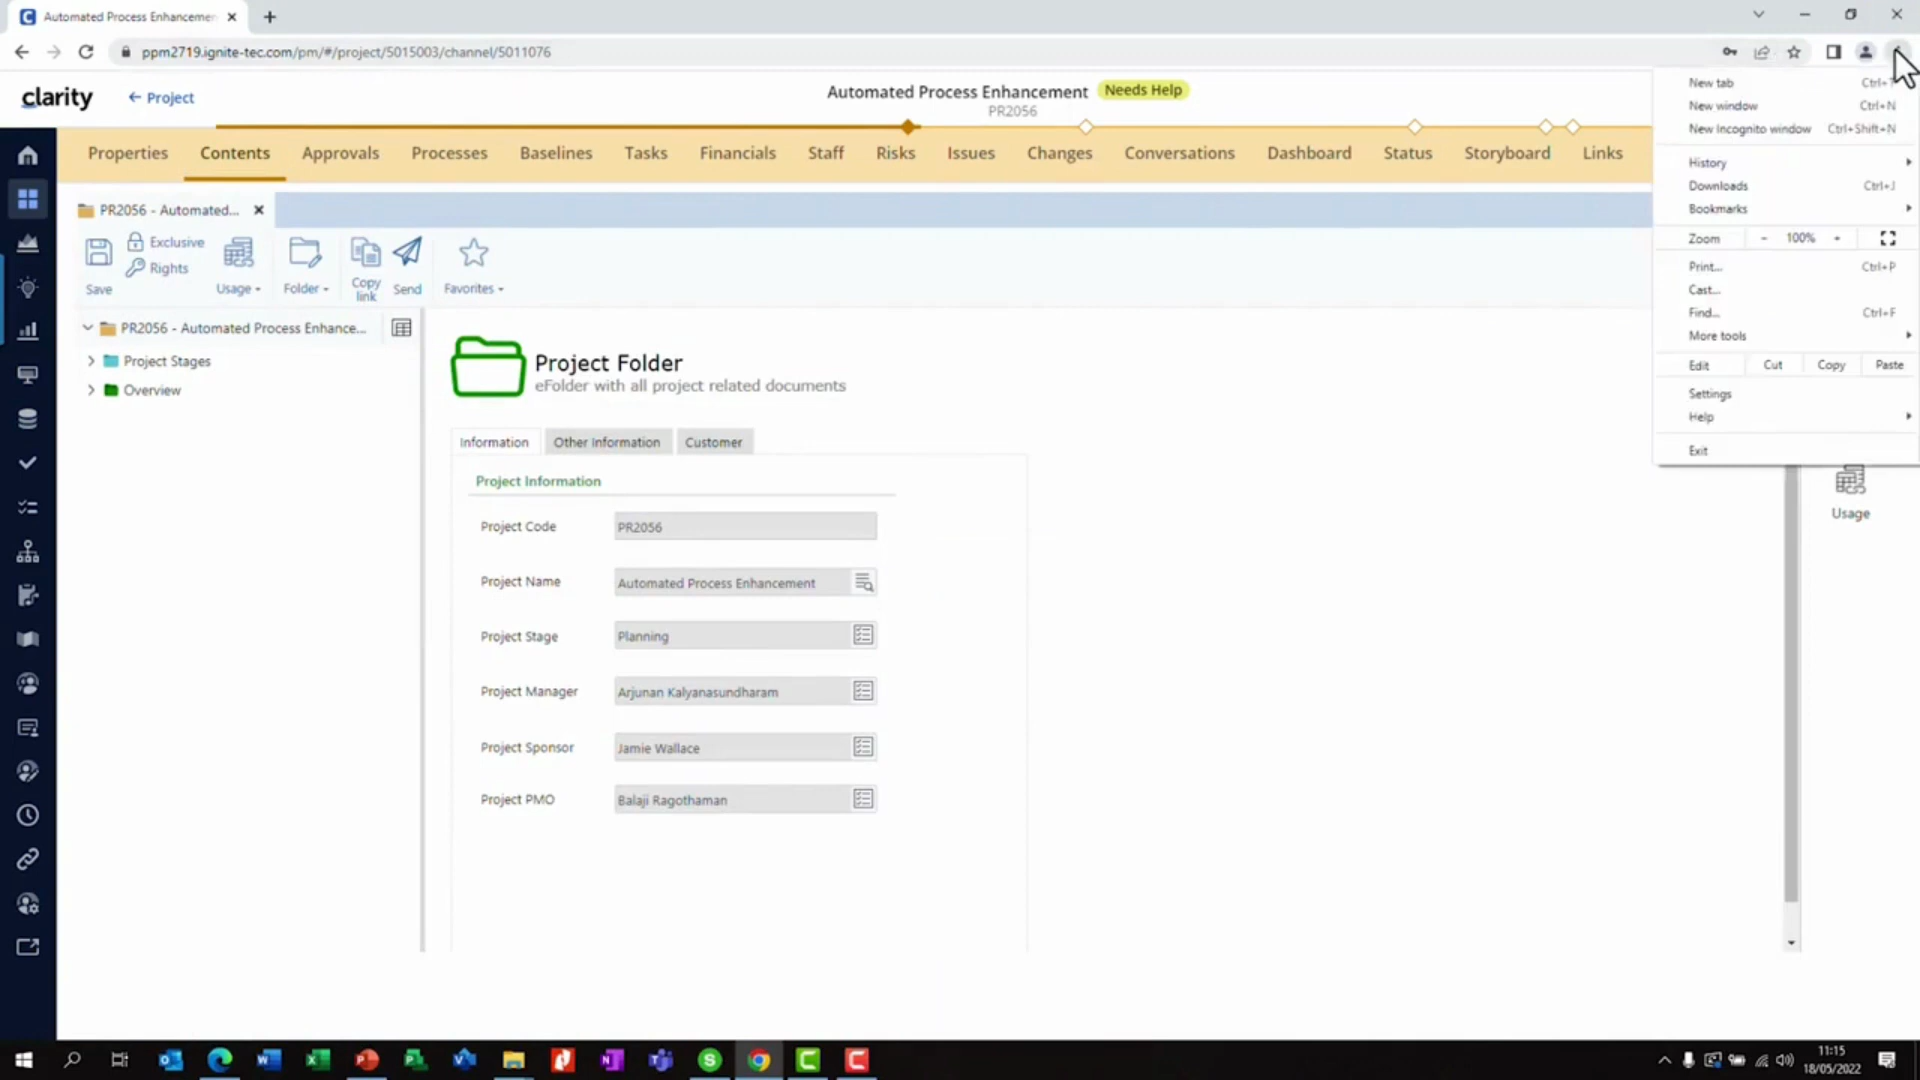 Automated Process Enhancemen
ppm2719.ignite-tec.com/pm/#/project/5015003/channel/5011076
clarity
← Project
Automated Process Enhancement Needs Help
PR2056
Properties Contents Approvals Processes Baselines Tasks Financials Staff Risks Issues Changes Conversations Dashboard Status Storyboard Links
PR2056 - Automated...
Save
Exclusive
Rights
Usage
Folder
Copy link
Send
Favorites
PR2056 - Automated Process Enhance...
Project Stages
Overview
Project Folder
eFolder with all project related documents
Information Other Information Customer
Project Information
Project Code PR2056
Project Name Automated Process Enhancement
Project Stage Planning
Project Manager Arjunan Kalyanasundharam
Project Sponsor Jamie Wallace
Project PMO Balaji Ragothaman
New tab
New window Ctrl+N
New Incognito window Ctrl+Shift+N
History
Downloads Ctrl+J
Bookmarks
Zoom - 100% +
Print... Ctrl+P
Cast...
Find... Ctrl+F
More tools
Edit Cut Copy Paste
Settings
Help
Exit
Usage
11:15
18/05/2022